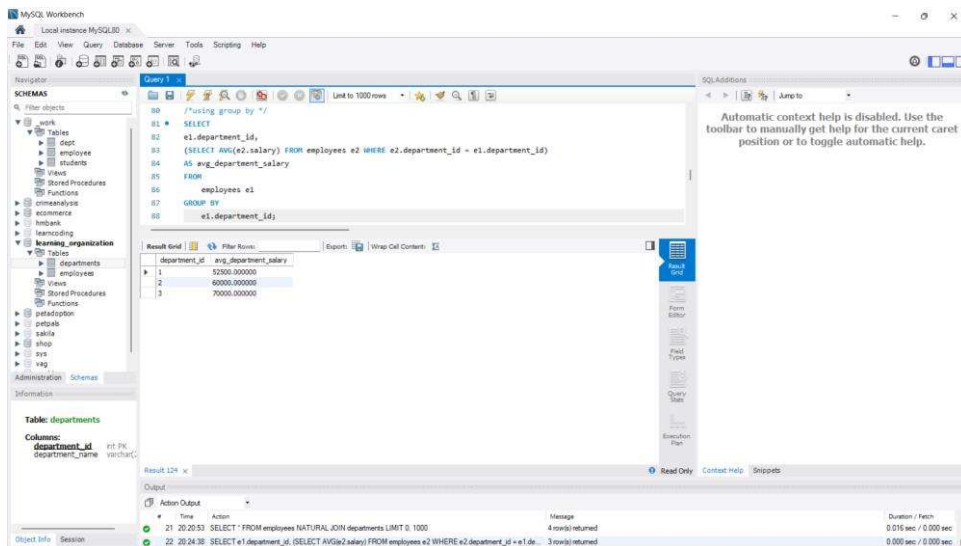 MySQL Workbench
Local instance MySQL80 ×
File Edit View Query Database Server Tools Scripting Help
Navigator
SCHEMAS
Filter objects
_work
Tables
dept
employee
students
Views
Stored Procedures
Functions
crimeanalysis
ecommerce
hmbank
learncoding
learning_organization
Tables
departments
employees
Views
Stored Procedures
Functions
petadoption
petpals
sakila
shop
sys
vag
Administration Schemas
Information
Table: departments
Columns:
department_id int PK
department_name varchar(2
Object Info Session
Query 1 ×
Limit to 1000 rows
80 /*using group by */
81 SELECT
82 e1.department_id,
83 (SELECT AVG(e2.salary) FROM employees e2 WHERE e2.department_id = e1.department_id)
84 AS avg_department_salary
85 FROM
86 employees e1
87 GROUP BY
88 e1.department_id;
Result Grid Filter Rows: Export: Wrap Cell Content:
department_id avg_department_salary
1 52500.000000
2 60000.000000
3 70000.000000
Result Grid
Form Editor
Field Types
Query Stats
Execution Plan
Result 124 × Read Only
SQLAdditions
Jump to
Automatic context help is disabled. Use the
toolbar to manually get help for the current caret
position or to toggle automatic help.
Context Help Snippets
Output
Action Output
# Time Action Message Duration / Fetch
21 20:20:53 SELECT * FROM employees NATURAL JOIN departments LIMIT 0, 1000 4 row(s) returned 0.016 sec / 0.000 sec
22 20:24:38 SELECT e1.department_id, (SELECT AVG(e2.salary) FROM employees e2 WHERE e2.department_id = e1.de... 3 row(s) returned 0.000 sec / 0.000 sec